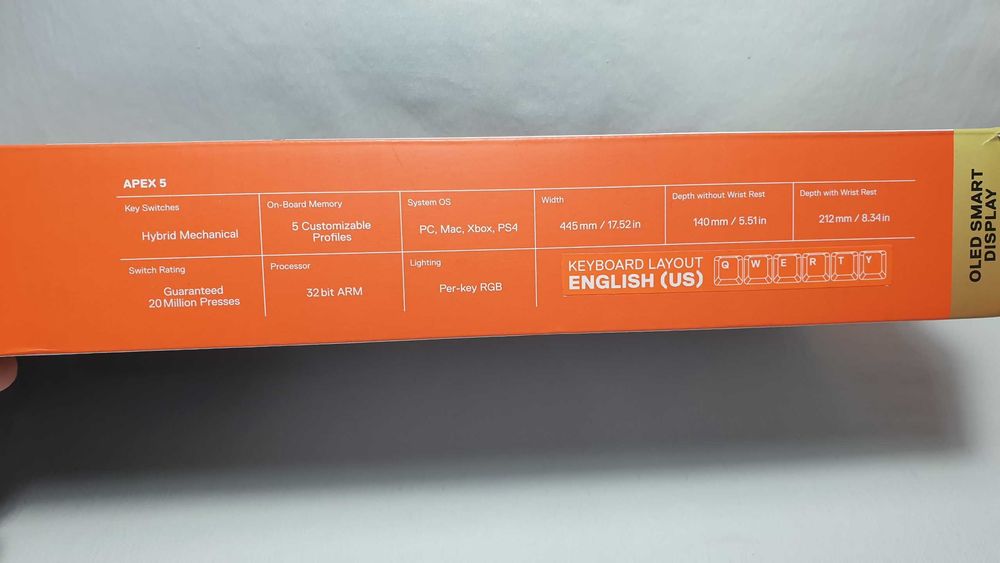 APEX 5
Key Switches
Hybrid Mechanical
On-Board Memory
5 Customizable
Profiles
System OS
PC, Mac, Xbox, PS4
Width
445 mm / 17.52 in
Depth without Wrist Rest
140 mm / 5.51 in
Depth with Wrist Rest
212 mm / 8.34 in
Switch Rating
Guaranteed
20 Million Presses
Processor
32 bit ARM
Lighting
Per-key RGB
KEYBOARD LAYOUT
ENGLISH (US)
Q W E R T Y
OLED SMART
DISPLAY